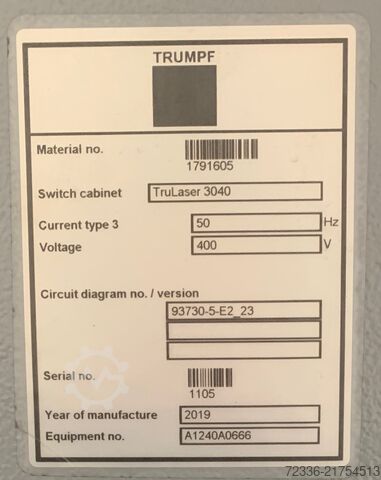 TRUMPF
Material no.
1791605
Switch cabinet TruLaser 3040
Current type 3 50 Hz
Voltage 400 V
Circuit diagram no. / version
93730-5-E2_23
Serial no.
1105
Year of manufacture 2019
Equipment no. A1240A0666
72336-21754513